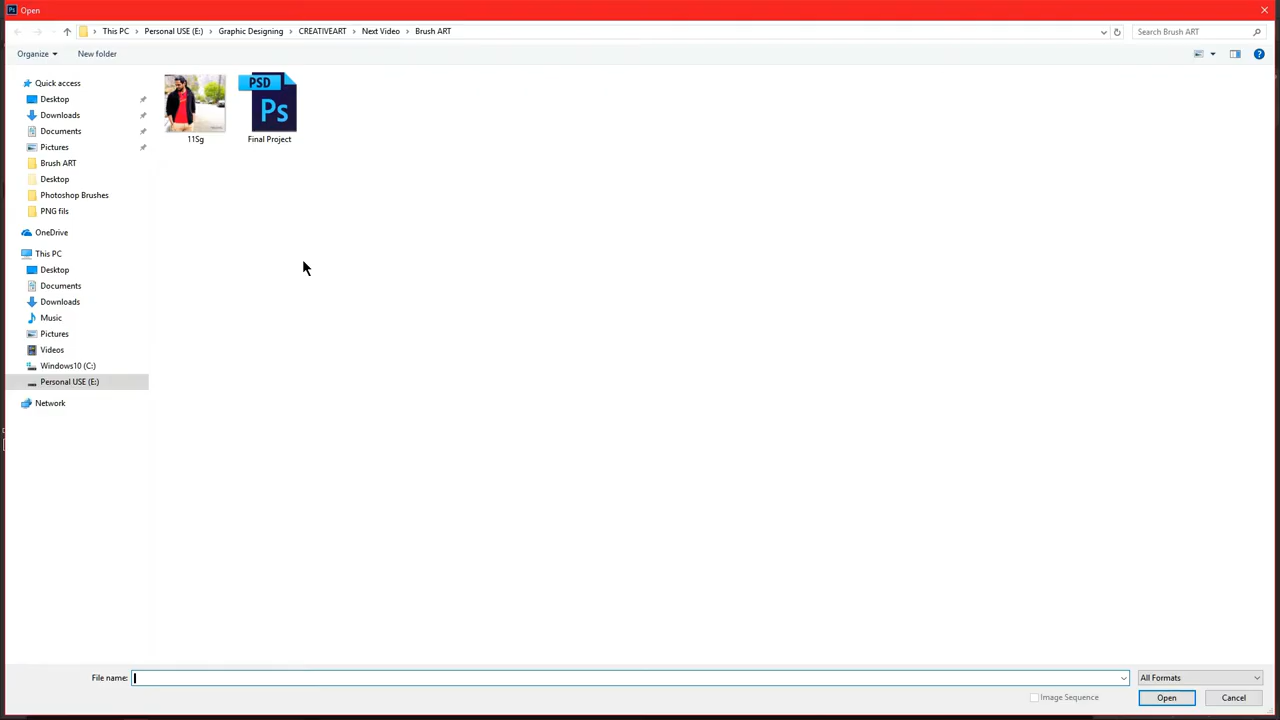 Ps Open
This PC Personal USE (E:) Graphic Designing CREATIVEART Next Video Brush ART
Search Brush ART
Organize New folder
Quick access
Desktop
Downloads
Documents
Pictures
Brush ART
Desktop
Photoshop Brushes
PNG fils
OneDrive
This PC
Desktop
Documents
Downloads
Music
Pictures
Videos
Windows10 (C:)
Personal USE (E:)
Network
PSD
Ps
11Sg Final Project
File name: All Formats
Image Sequence Open Cancel